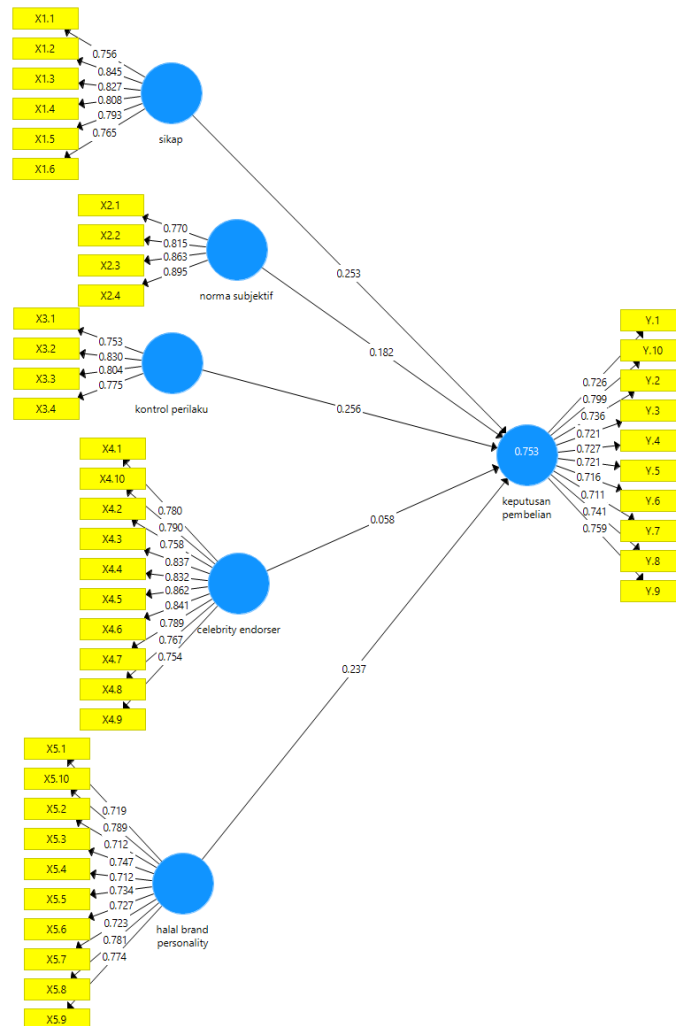 X1.1
X1.2
X1.3
X1.4
X1.5
X1.6
0.756
0.845
0.827
0.808
0.793
0.765
sikap
X2.1
X2.2
X2.3
X2.4
0.770
0.815
0.863
0.895
norma subjektif
X3.1
X3.2
X3.3
X3.4
0.753
0.830
0.804
0.775
kontrol perilaku
X4.1
X4.10
X4.2
X4.3
X4.4
X4.5
X4.6
X4.7
X4.8
X4.9
0.780
0.790
0.758
0.837
0.832
0.862
0.841
0.789
0.767
0.754
celebrity endorser
X5.1
X5.10
X5.2
X5.3
X5.4
X5.5
X5.6
X5.7
X5.8
X5.9
0.719
0.789
0.712
0.747
0.712
0.734
0.727
0.723
0.781
0.774
halal brand
personality
0.253
0.182
0.256
0.058
0.237
0.753
keputusan
pembelian
0.726
0.799
0.736
0.721
0.727
0.721
0.716
0.711
0.741
0.759
Y.1
Y.10
Y.2
Y.3
Y.4
Y.5
Y.6
Y.7
Y.8
Y.9